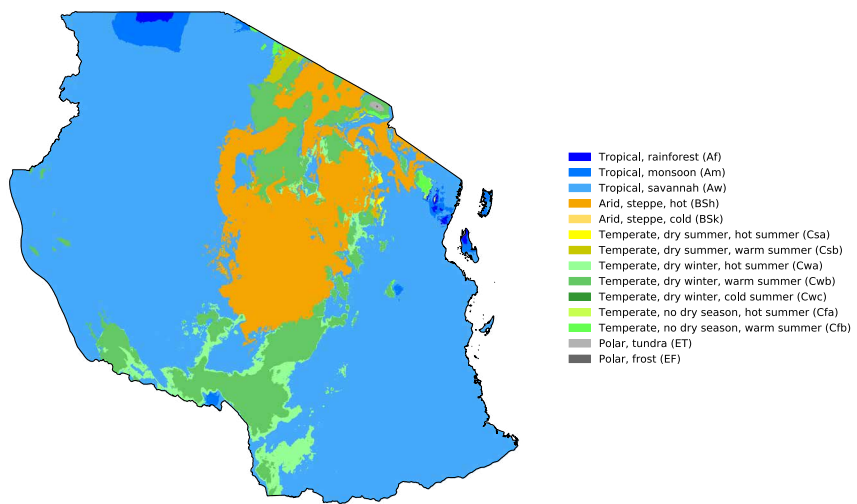 Tropical, rainforest (Af)
Tropical, monsoon (Am)
Tropical, savannah (Aw)
Arid, steppe, hot (BSh)
Arid, steppe, cold (BSk)
Temperate, dry summer, hot summer (Csa)
Temperate, dry summer, warm summer (Csb)
Temperate, dry winter, hot summer (Cwa)
Temperate, dry winter, warm summer (Cwb)
Temperate, dry winter, cold summer (Cwc)
Temperate, no dry season, hot summer (Cfa)
Temperate, no dry season, warm summer (Cfb)
Polar, tundra (ET)
Polar, frost (EF)